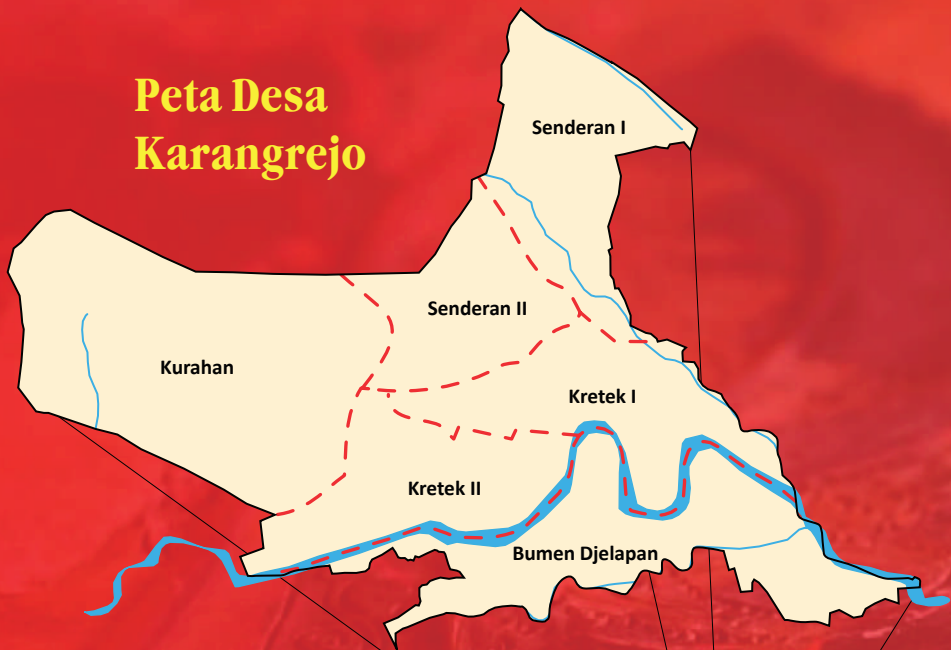 Peta Desa
Karangrejo
Senderan I
Senderan II
Kurahan
Kretek I
Kretek II
Bumen Djelapan